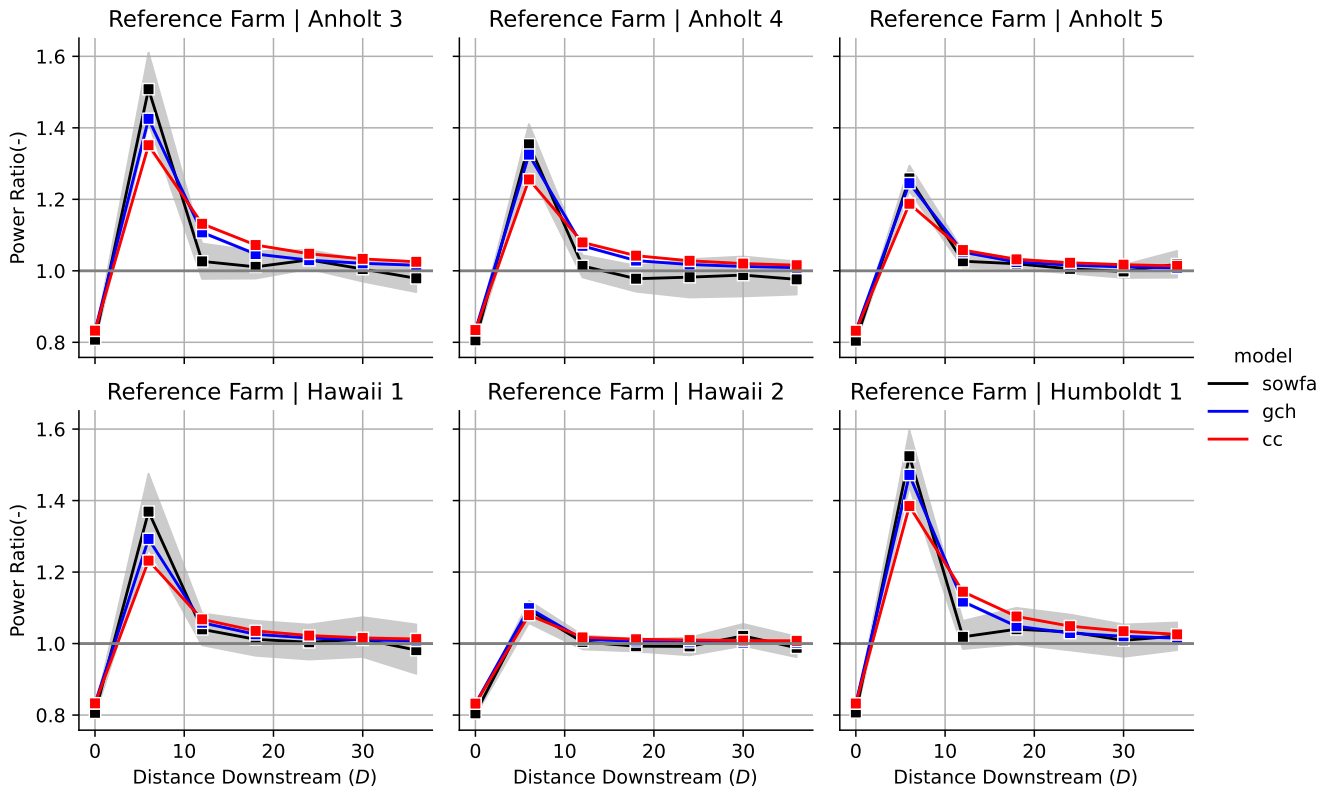 Reference Farm | Anholt 3
Reference Farm | Anholt 4
Reference Farm | Anholt 5
1.6
1.4
1.2
1.0
0.8
Power Ratio(-)
model
sowfa
gch
cc
Reference Farm | Hawaii 1
Reference Farm | Hawaii 2
Reference Farm | Humboldt 1
1.6
1.4
1.2
1.0
0.8
Power Ratio(-)
0 10 20 30
0 10 20 30
0 10 20 30
Distance Downstream (D)
Distance Downstream (D)
Distance Downstream (D)